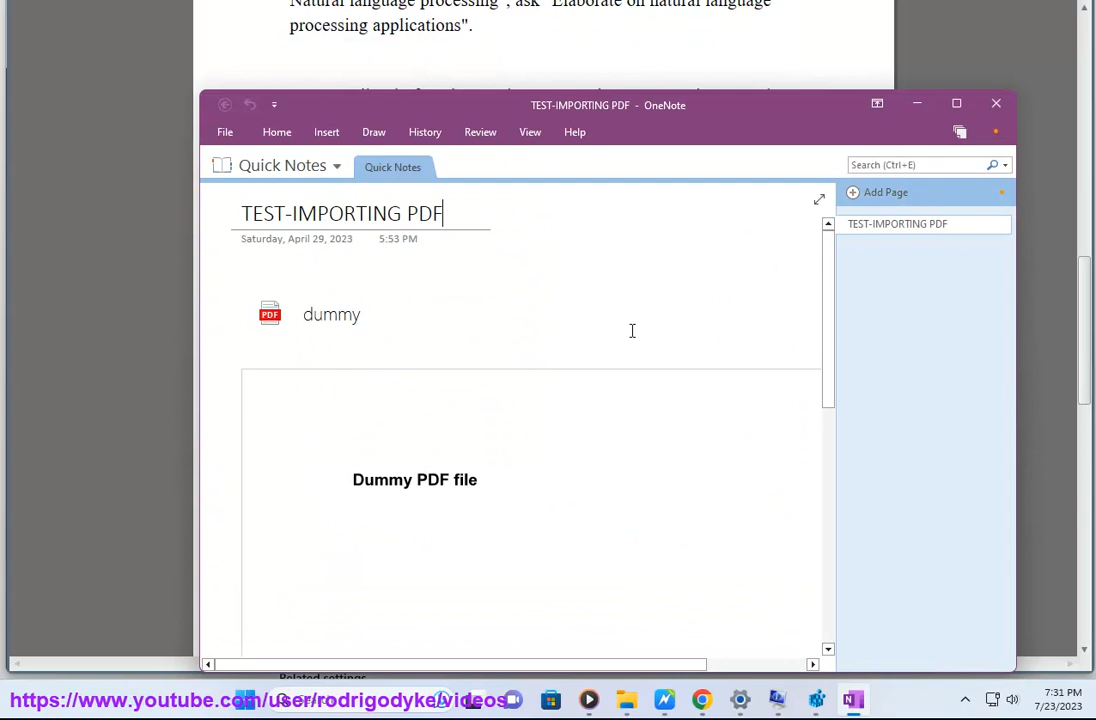 Natural language processing", ask "Elaborate on natural language
processing applications".
TEST-IMPORTING PDF - OneNote
File Home Insert Draw History Review View Help
Quick Notes Quick Notes Search (Ctrl+E)
Add Page
TEST-IMPORTING PDF
TEST-IMPORTING PDF
Saturday, April 29, 2023 5:53 PM
PDF dummy
Dummy PDF file
Related settings
https://www.youtube.com/user/rodrigodyke/videos
7:31 PM
7/23/2023